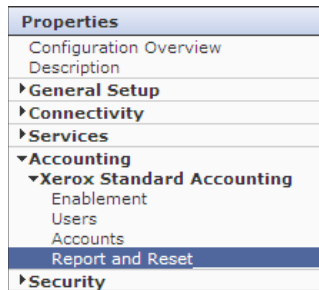 Properties
Configuration Overview
Description
General Setup
Connectivity
Services
Accounting
Xerox Standard Accounting
Enablement
Users
Accounts
Report and Reset
Security